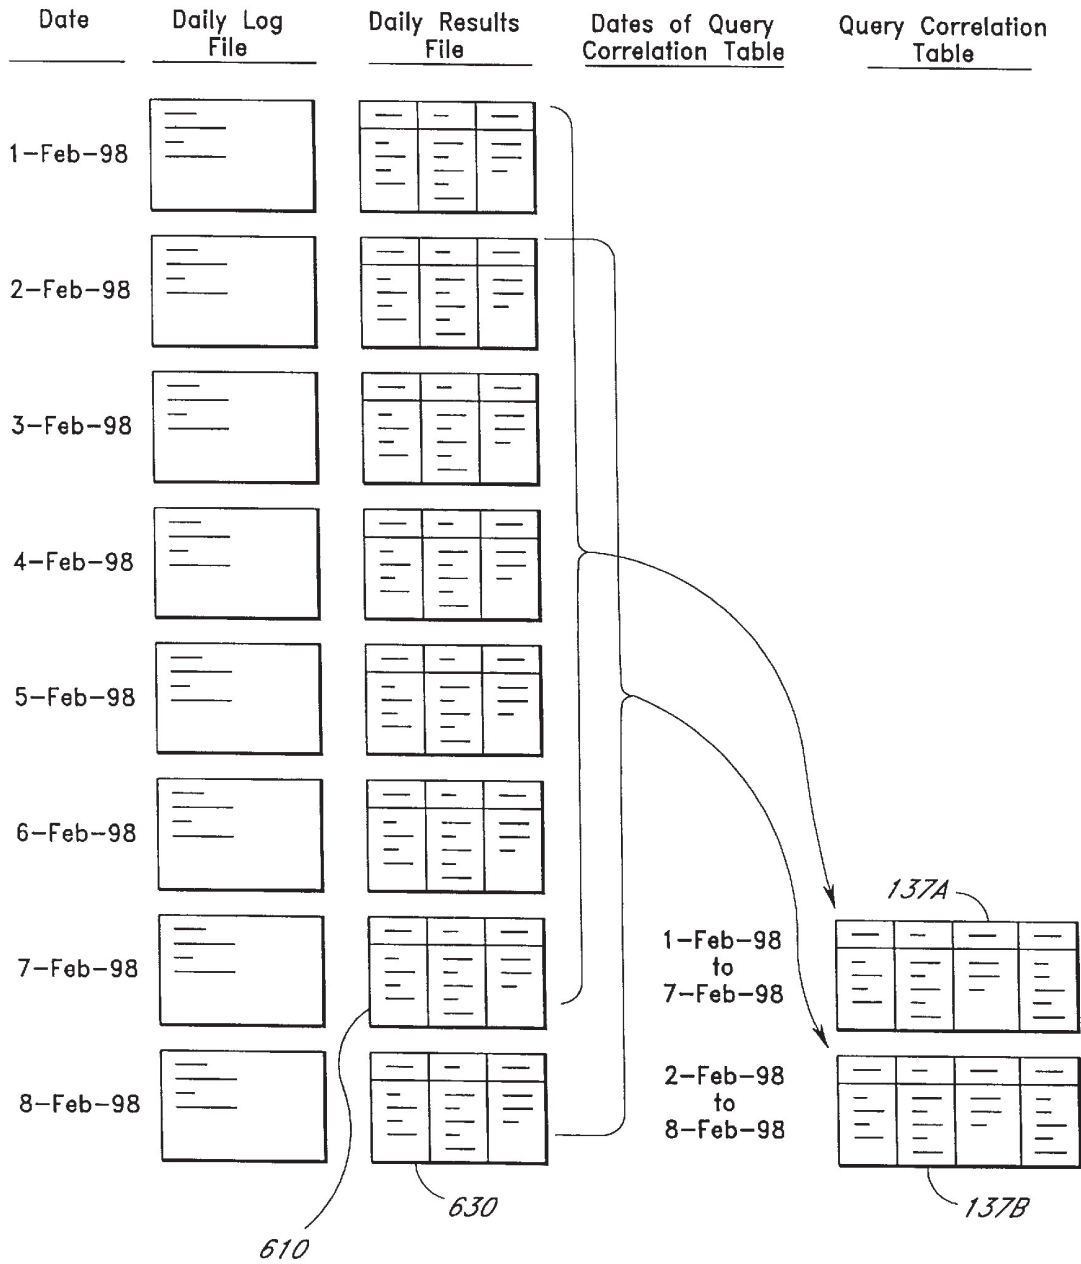 Date
Daily Log
File
Daily Results
File
Dates of Query
Correlation Table
Query Correlation
Table
1-Feb-98
2-Feb-98
3-Feb-98
4-Feb-98
5-Feb-98
6-Feb-98
7-Feb-98
8-Feb-98
1-Feb-98
to
7-Feb-98
137A
2-Feb-98
to
8-Feb-98
137B
630
610